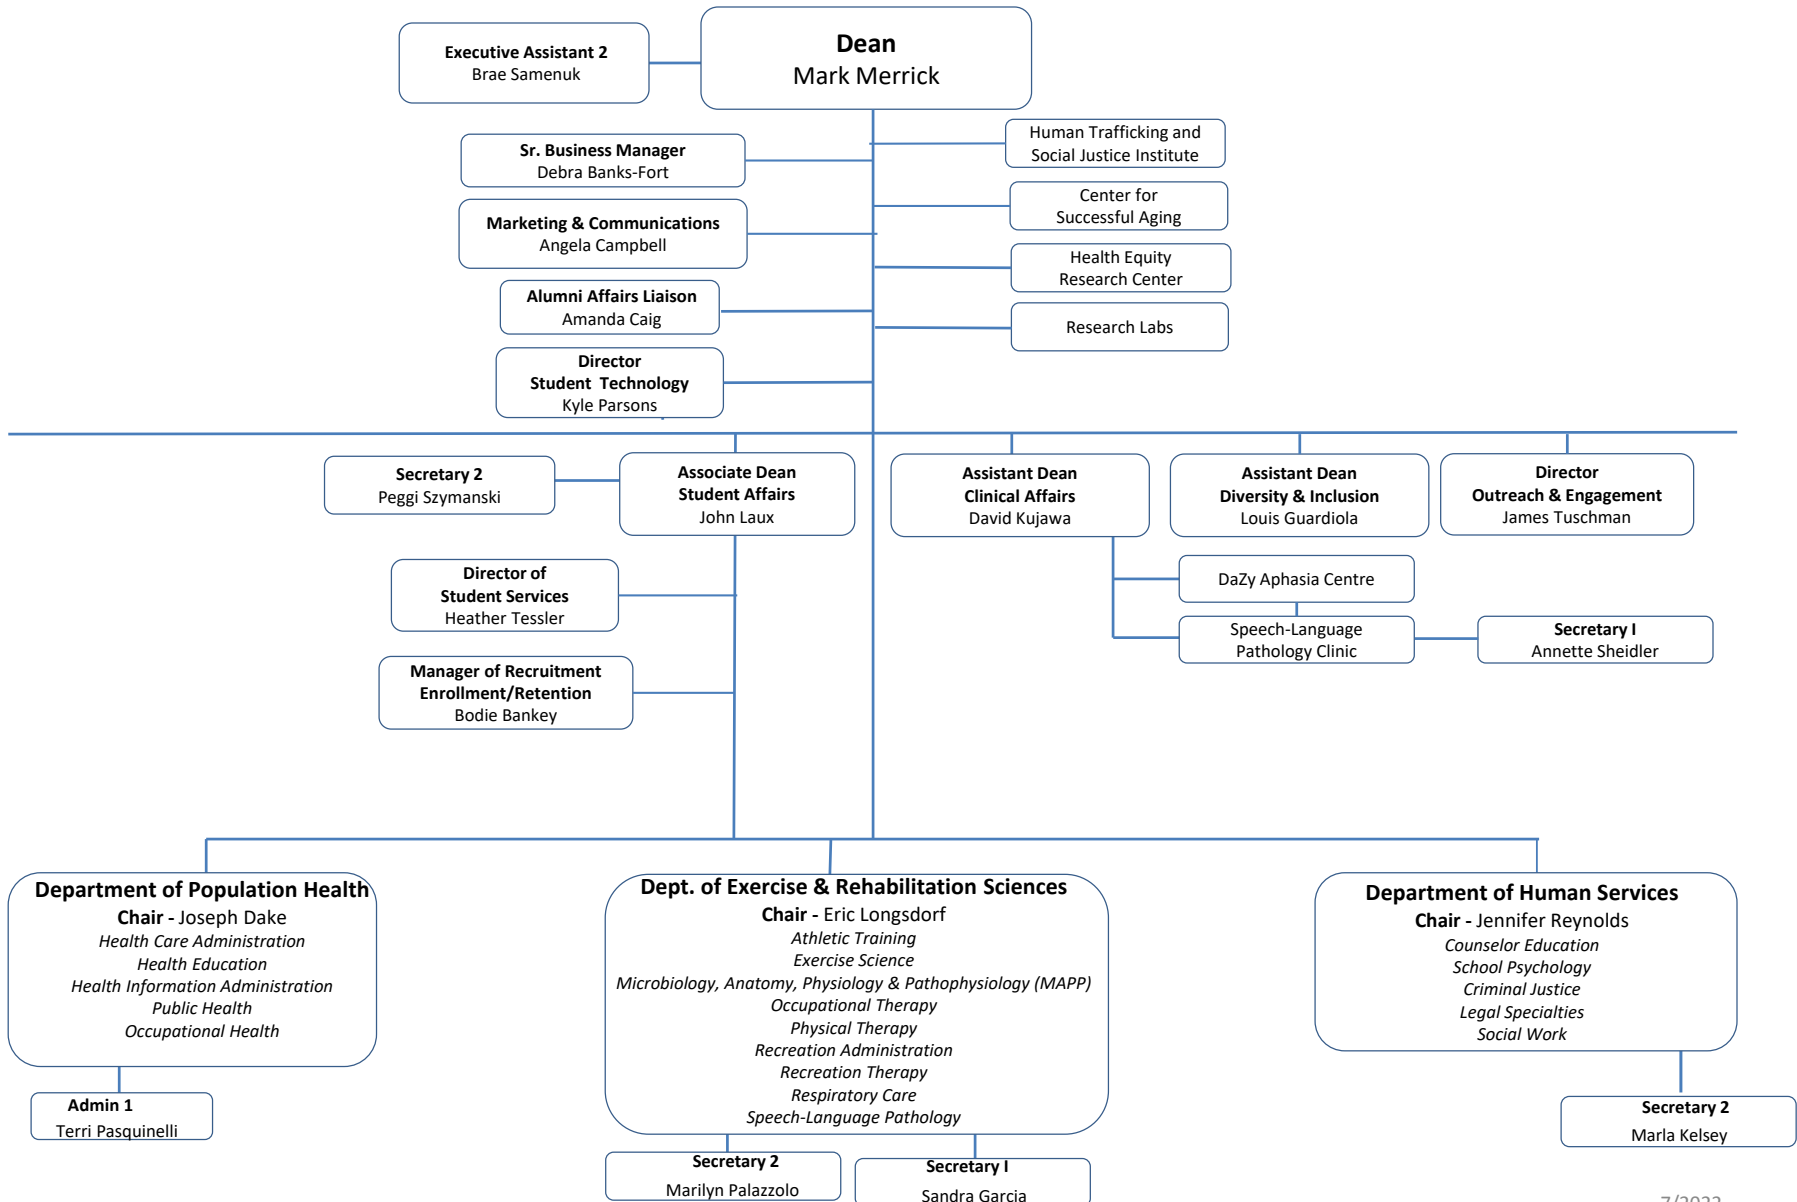 Executive Assistant 2
Brae Samenuk
Dean
Mark Merrick
Sr. Business Manager
Debra Banks-Fort
Marketing & Communications
Angela Campbell
Alumni Affairs Liaison
Amanda Caig
Director
Student Technology
Kyle Parsons
Human Trafficking and
Social Justice Institute
Center for
Successful Aging
Health Equity
Research Center
Research Labs
Secretary 2
Peggi Szymanski
Associate Dean
Student Affairs
John Laux
Assistant Dean
Clinical Affairs
David Kujawa
Assistant Dean
Diversity & Inclusion
Louis Guardiola
Director
Outreach & Engagement
James Tuschman
Director of
Student Services
Heather Tessler
Manager of Recruitment
Enrollment/Retention
Bodie Bankey
DaZy Aphasia Centre
Speech-Language
Pathology Clinic
Secretary I
Annette Sheidler
Department of Population Health
Chair - Joseph Dake
Health Care Administration
Health Education
Health Information Administration
Public Health
Occupational Health
Admin 1
Terri Pasquinelli
Dept. of Exercise & Rehabilitation Sciences
Chair - Eric Longsdorf
Athletic Training
Exercise Science
Microbiology, Anatomy, Physiology & Pathophysiology (MAPP)
Occupational Therapy
Physical Therapy
Recreation Administration
Recreation Therapy
Respiratory Care
Speech-Language Pathology
Secretary 2
Marilyn Palazzolo
Secretary I
Sandra Garcia
Department of Human Services
Chair - Jennifer Reynolds
Counselor Education
School Psychology
Criminal Justice
Legal Specialties
Social Work
Secretary 2
Marla Kelsey